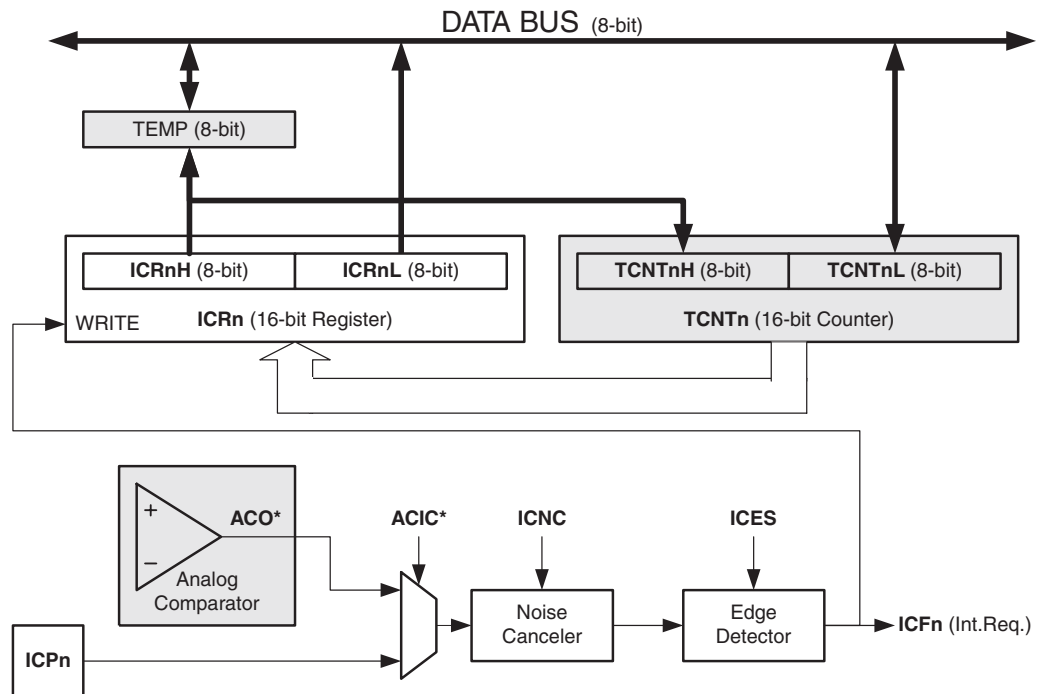 DATA BUS (8-bit)
TEMP (8-bit)
ICRnH (8-bit) ICRnL (8-bit) TCNTnH (8-bit) TCNTnL (8-bit)
WRITE ICRn (16-bit Register) TCNTn (16-bit Counter)
+
−
ACO* ACIC* ICNC ICES
Analog
Comparator
Noise
Canceler
Edge
Detector
ICFn (Int.Req.)
ICPn